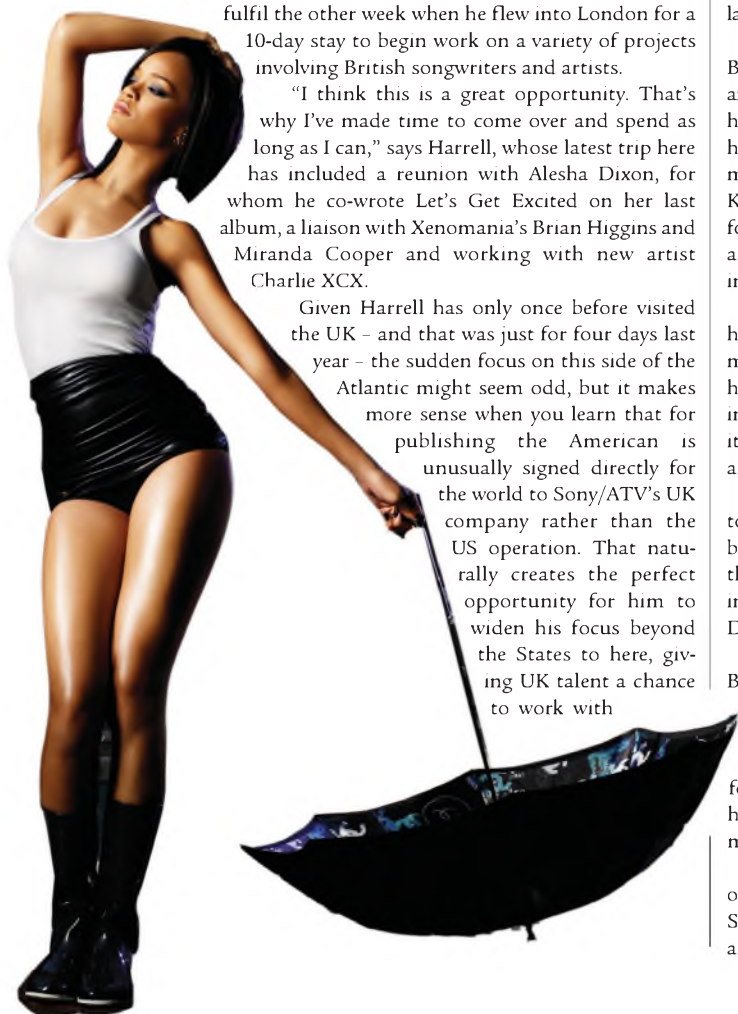 fulfil the other week when he flew into London for a
10-day stay to begin work on a variety of projects
involving British songwriters and artists.
"I think this is a great opportunity. That's
why I've made time to come over and spend as
long as I can," says Harrell, whose latest trip here
has included a reunion with Alesha Dixon, for
whom he co-wrote Let's Get Excited on her last
album, a liaison with Xenomania's Brian Higgins and
Miranda Cooper and working with new artist
Charlie XCX.
Given Harrell has only once before visited
the UK – and that was just for four days last
year – the sudden focus on this side of the
Atlantic might seem odd, but it makes
more sense when you learn that for
publishing the American is
unusually signed directly for
the world to Sony/ATV's UK
company rather than the
US operation. That natu-
rally creates the perfect
opportunity for him to
widen his focus beyond
the States to here, giv-
ing UK talent a chance
to work with